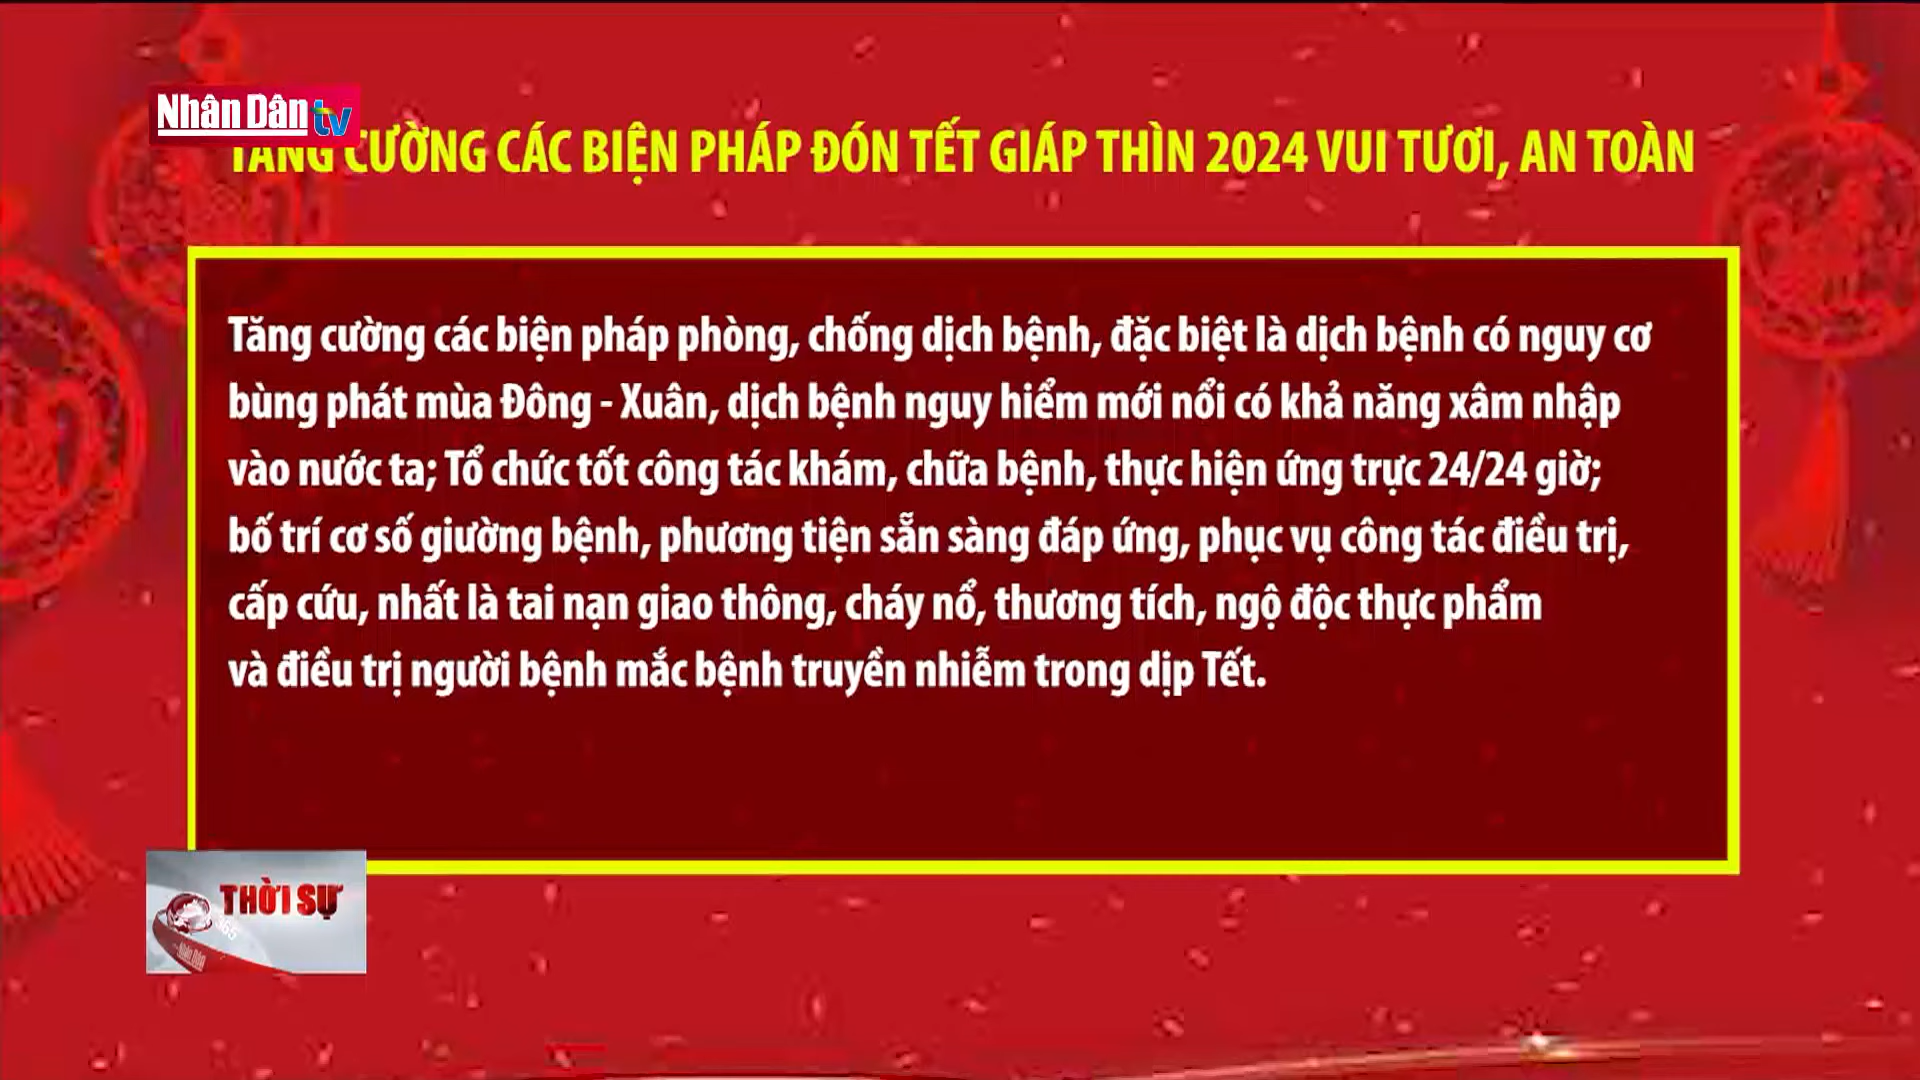 Nhân Dân tv
TĂNG CƯỜNG CÁC BIỆN PHÁP ĐÓN TẾT GIÁP THÌN 2024 VUI TƯƠI, AN TOÀN
Tăng cường các biện pháp phòng, chống dịch bệnh, đặc biệt là dịch bệnh có nguy cơ
bùng phát mùa Đông - Xuân, dịch bệnh nguy hiểm mới nổi có khả năng xâm nhập
vào nước ta; Tổ chức tốt công tác khám, chữa bệnh, thực hiện ứng trực 24/24 giờ;
bố trí cơ số giường bệnh, phương tiện sẵn sàng đáp ứng, phục vụ công tác điều trị,
cấp cứu, nhất là tai nạn giao thông, cháy nổ, thương tích, ngộ độc thực phẩm
và điều trị người bệnh mắc bệnh truyền nhiễm trong dịp Tết.
THỜI SỰ
365
Nhân Dân